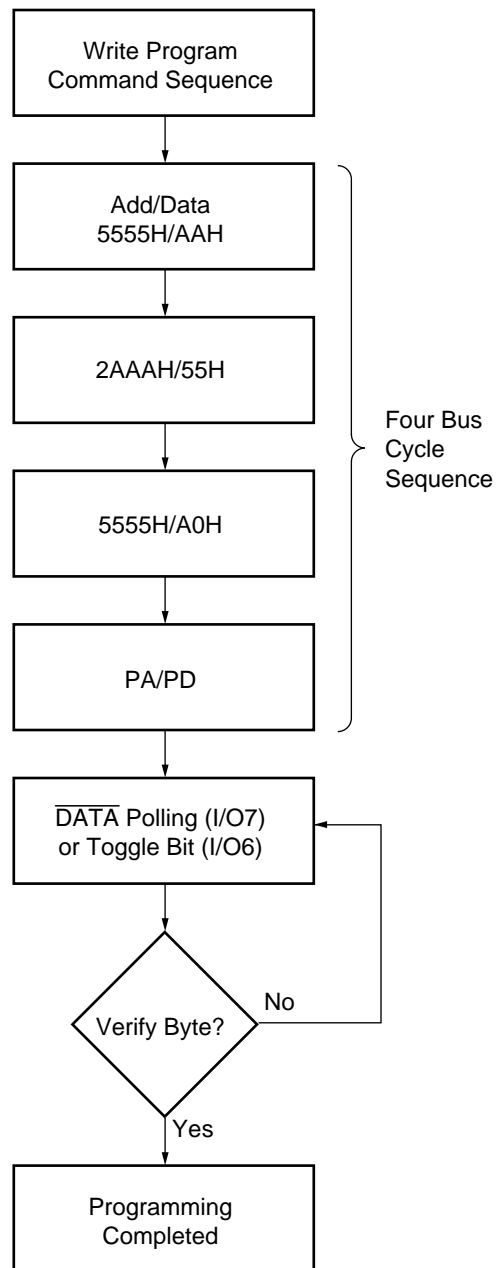 Write Program
Command Sequence
Add/Data
5555H/AAH
2AAAH/55H
5555H/A0H
PA/PD
Four Bus
Cycle
Sequence
DATA Polling (I/O7)
or Toggle Bit (I/O6)
No
Verify Byte?
Yes
Programming
Completed